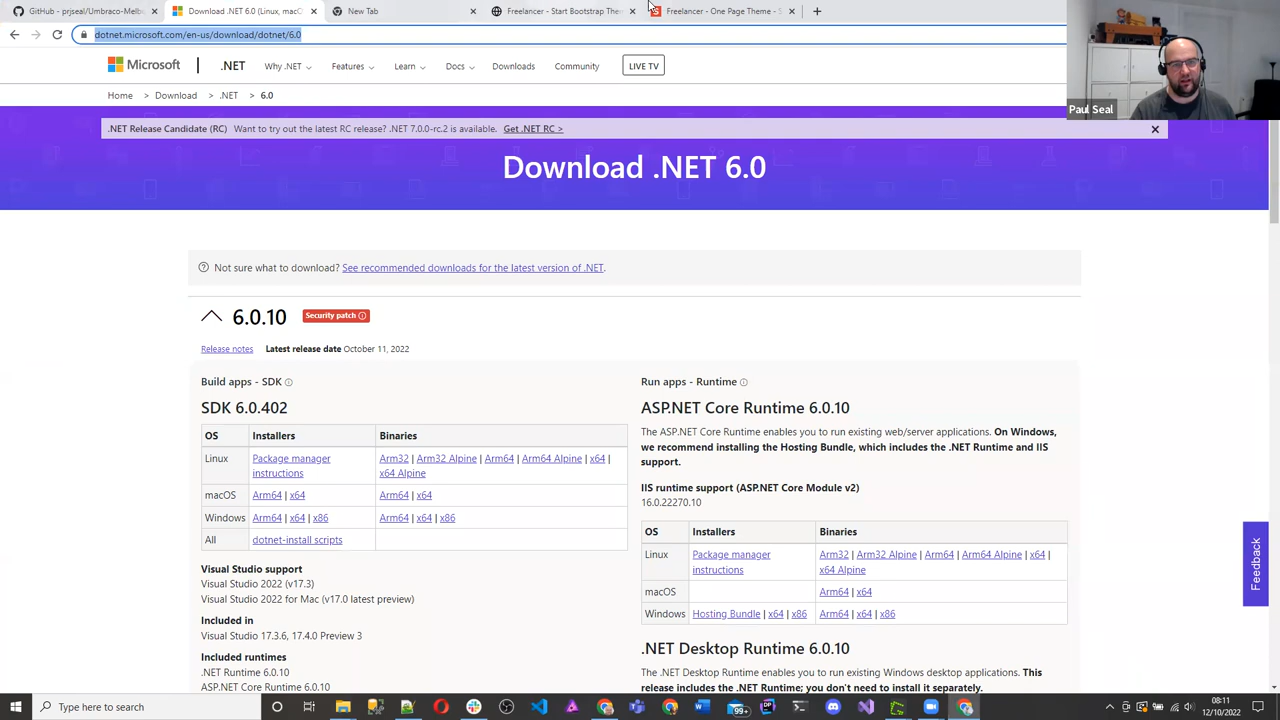 GitHub - prjseal/Umbraco-Melb
Download .NET 6.0 (Linux, macO
New Tab
Freelancer - Start Bootstrap Them
Freelancer - One Page Theme - S
dotnet.microsoft.com/en-us/download/dotnet/6.0
Microsoft
.NET
Why .NET
Features
Learn
Docs
Downloads
Community
LIVE TV
Home > Download > .NET > 6.0
Paul Seal
.NET Release Candidate (RC) Want to try out the latest RC release? .NET 7.0.0-rc.2 is available. Get .NET RC >
Download .NET 6.0
Not sure what to download? See recommended downloads for the latest version of .NET.
6.0.10 Security patch
Release notes Latest release date October 11, 2022
Build apps - SDK
SDK 6.0.402
OS Installers Binaries
Linux Package manager instructions Arm32 | Arm32 Alpine | Arm64 | Arm64 Alpine | x64 | x64 Alpine
macOS Arm64 | x64 Arm64 | x64
Windows Arm64 | x64 | x86 Arm64 | x64 | x86
All dotnet-install scripts
Visual Studio support
Visual Studio 2022 (v17.3)
Visual Studio 2022 for Mac (v17.0 latest preview)
Included in
Visual Studio 17.3.6, 17.4.0 Preview 3
Included runtimes
.NET Runtime 6.0.10
ASP.NET Core Runtime 6.0.10
Run apps - Runtime
ASP.NET Core Runtime 6.0.10
The ASP.NET Core Runtime enables you to run existing web/server applications. On Windows,
we recommend installing the Hosting Bundle, which includes the .NET Runtime and IIS
support.
IIS runtime support (ASP.NET Core Module v2)
16.0.22270.10
OS Installers Binaries
Linux Package manager instructions Arm32 | Arm32 Alpine | Arm64 | Arm64 Alpine | x64 | x64 Alpine
macOS Arm64 | x64
Windows Hosting Bundle | x64 | x86 Arm64 | x64 | x86
.NET Desktop Runtime 6.0.10
The .NET Desktop Runtime enables you to run existing Windows desktop applications. This
release includes the .NET Runtime; you don't need to install it separately.
Feedback
Type here to search
99+
08:11
12/10/2022